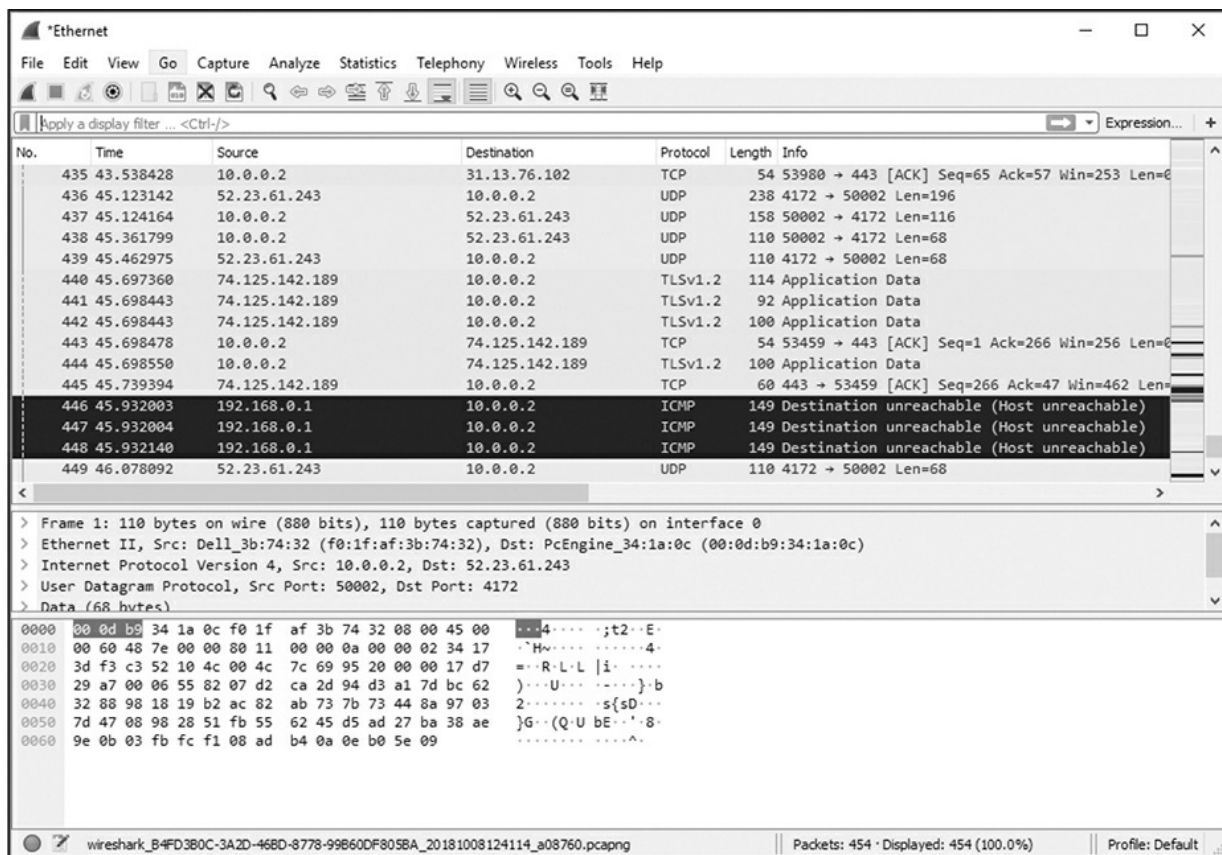 *Ethernet
File Edit View Go Capture Analyze Statistics Telephony Wireless Tools Help
Apply a display filter ... <Ctrl-/> Expression... +
No. Time Source Destination Protocol Length Info
435 43.538428 10.0.0.2 31.13.76.102 TCP 54 53980 → 443 [ACK] Seq=65 Ack=57 Win=253 Len=0
436 45.123142 52.23.61.243 10.0.0.2 UDP 238 4172 → 50002 Len=196
437 45.124164 10.0.0.2 52.23.61.243 UDP 158 50002 → 4172 Len=116
438 45.361799 10.0.0.2 52.23.61.243 UDP 110 50002 → 4172 Len=68
439 45.462975 52.23.61.243 10.0.0.2 UDP 110 4172 → 50002 Len=68
440 45.697360 74.125.142.189 10.0.0.2 TLSv1.2 114 Application Data
441 45.698443 74.125.142.189 10.0.0.2 TLSv1.2 92 Application Data
442 45.698443 74.125.142.189 10.0.0.2 TLSv1.2 100 Application Data
443 45.698478 10.0.0.2 74.125.142.189 TCP 54 53459 → 443 [ACK] Seq=1 Ack=266 Win=256 Len=0
444 45.698550 10.0.0.2 74.125.142.189 TLSv1.2 100 Application Data
445 45.739394 74.125.142.189 10.0.0.2 TCP 60 443 → 53459 [ACK] Seq=266 Ack=47 Win=462 Len=
446 45.932003 192.168.0.1 10.0.0.2 ICMP 149 Destination unreachable (Host unreachable)
447 45.932004 192.168.0.1 10.0.0.2 ICMP 149 Destination unreachable (Host unreachable)
448 45.932140 192.168.0.1 10.0.0.2 ICMP 149 Destination unreachable (Host unreachable)
449 46.078092 52.23.61.243 10.0.0.2 UDP 110 4172 → 50002 Len=68
> Frame 1: 110 bytes on wire (880 bits), 110 bytes captured (880 bits) on interface 0
> Ethernet II, Src: Dell_3b:74:32 (f0:1f:af:3b:74:32), Dst: PcEngine_34:1a:0c (00:0d:b9:34:1a:0c)
> Internet Protocol Version 4, Src: 10.0.0.2, Dst: 52.23.61.243
> User Datagram Protocol, Src Port: 50002, Dst Port: 4172
> Data (68 bytes)
0000 00 0d b9 34 1a 0c f0 1f af 3b 74 32 08 00 45 00 ···4···· ·;t2··E·
0010 00 60 48 7e 00 00 80 11 00 00 0a 00 00 02 34 17 ·`H~···· ······4·
0020 3d f3 c3 52 10 4c 00 4c 7c 69 95 20 00 00 17 d7 =··R·L·L |i· ····
0030 29 a7 00 06 55 82 07 d2 ca 2d 94 d3 a1 7d bc 62 )···U··· ·-···}·b
0040 32 88 98 18 19 b2 ac 82 ab 73 7b 73 44 8a 97 03 2······· ·s{sD···
0050 7d 47 08 98 28 51 fb 55 62 45 d5 ad 27 ba 38 ae }G··(Q·U bE··'·8·
0060 9e 0b 03 fb fc f1 08 ad b4 0a 0e b0 5e 09 ········ ····^·
wireshark_B4FD3B0C-3A2D-46BD-8778-99B60DF805BA_20181008124114_a08760.pcapng Packets: 454 · Displayed: 454 (100.0%) Profile: Default